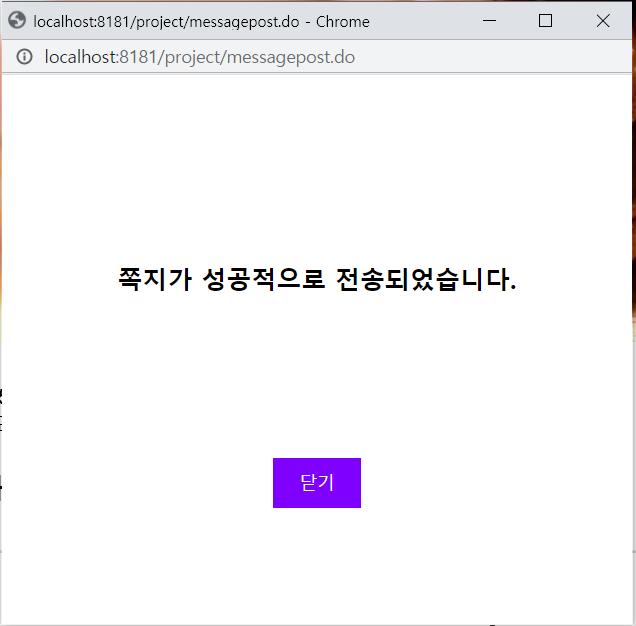 localhost:8181/project/messagepost.do - Chrome
localhost:8181/project/messagepost.do
쪽지가 성공적으로 전송되었습니다.
닫기